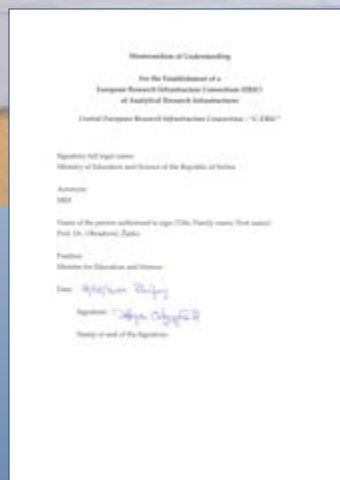 Memorandum of Understanding
For the Establishment of a
European Research Infrastructure Consortium (ERIC)
of Analytical Research Infrastructures
Central European Research Infrastructure Consortium – "C-ERIC"
Signatory full legal name:
Ministry of Education and Science of the Republic of Serbia
Acronym:
Name of the person authorised to sign (Title, Family name, First name):
Prof. Dr., Obradović, Žarko
Position:
Minister for Education and Science
Date:
Signature:
Stamp or seal of the Signatory: